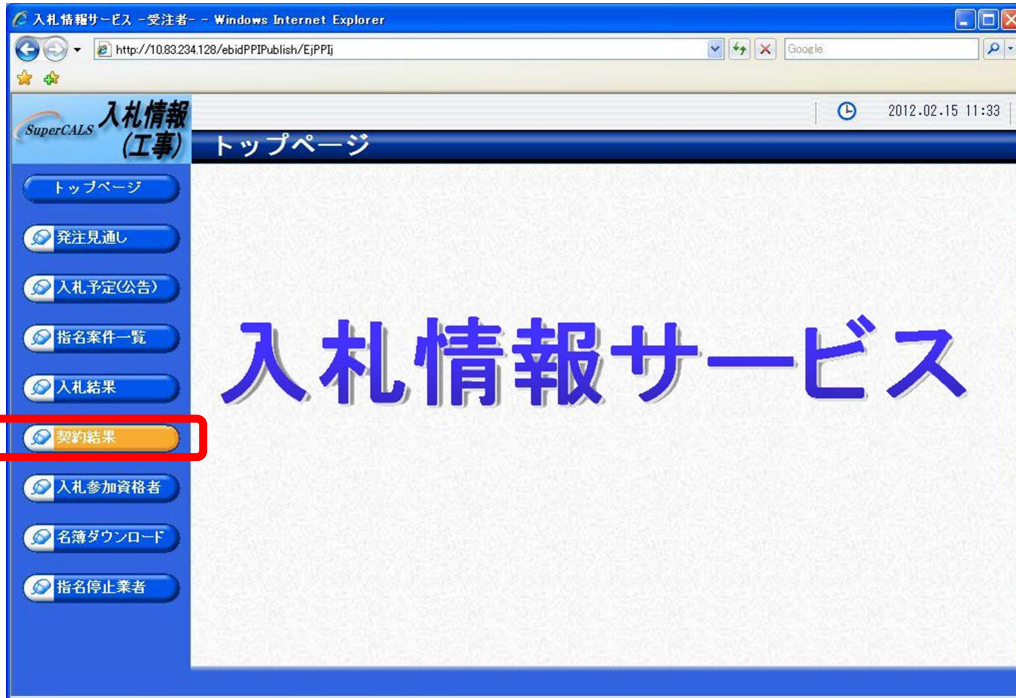 入札情報サービス -受注者- - Windows Internet Explorer
http://10.83.234.128/ebidPPIPublish/EjPPIj
Google
SuperCALS 入札情報
(工事)
2012.02.15 11:33
トップページ
トップページ
発注見通し
入札予定(公告)
指名案件一覧
入札結果
契約結果
入札参加資格者
名簿ダウンロード
指名停止業者
入札情報サービス